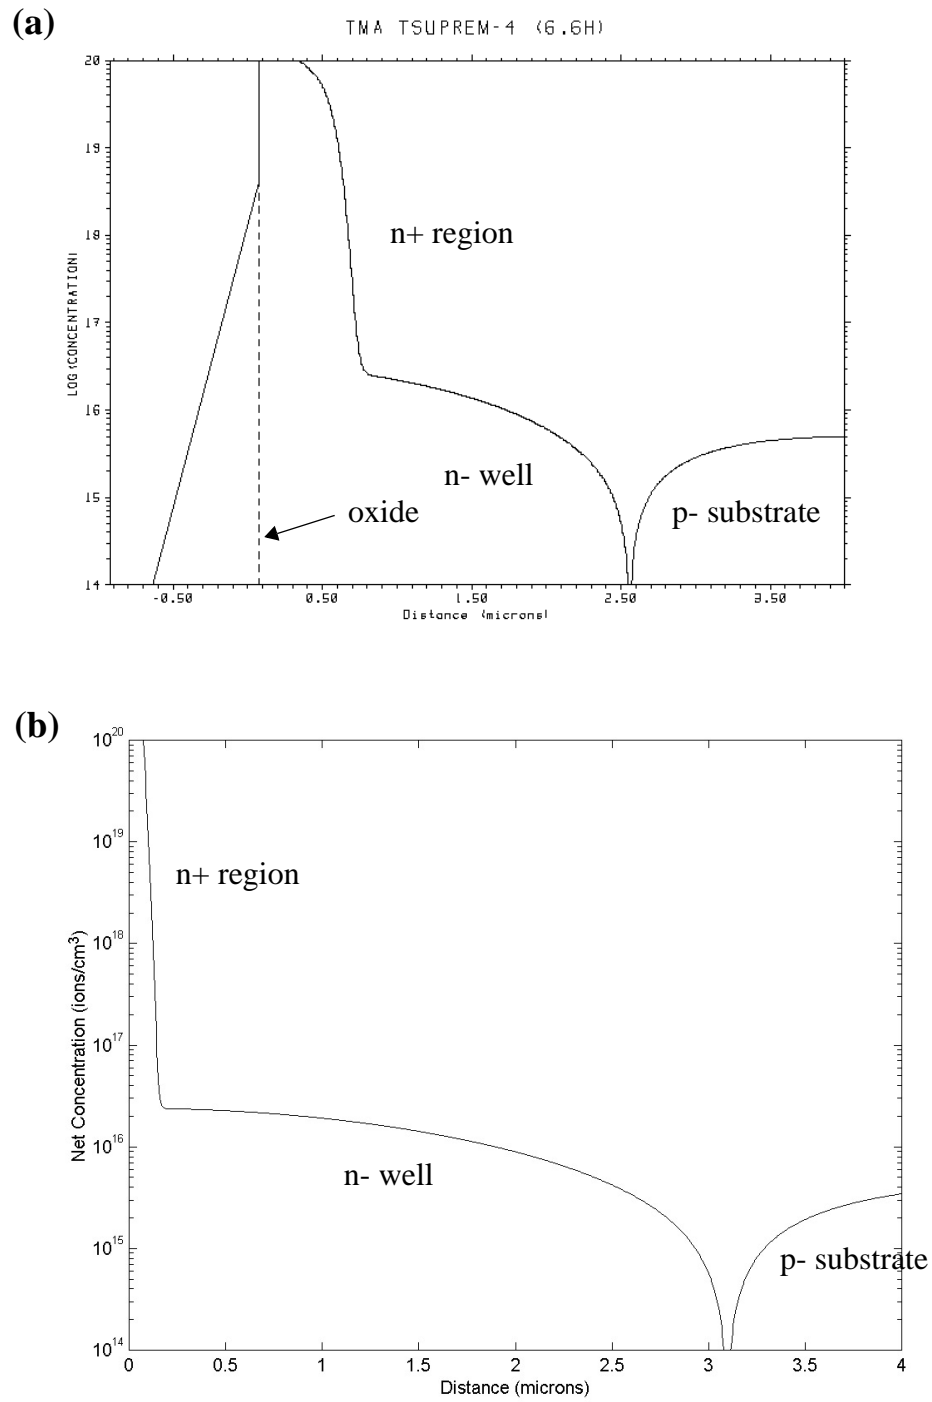 (a)
TMA TSUPREM-4 (6.6H)
20
19
18
17
16
15
14
LOG(CONCENTRATION)
n+ region
n- well
oxide
p- substrate
-0.50 0.50 1.50 2.50 3.50
Distance (microns)
(b)
10^20
10^19
10^18
10^17
10^16
10^15
10^14
Net Concentration (ions/cm^3)
n+ region
n- well
p- substrate
0 0.5 1 1.5 2 2.5 3 3.5 4
Distance (microns)